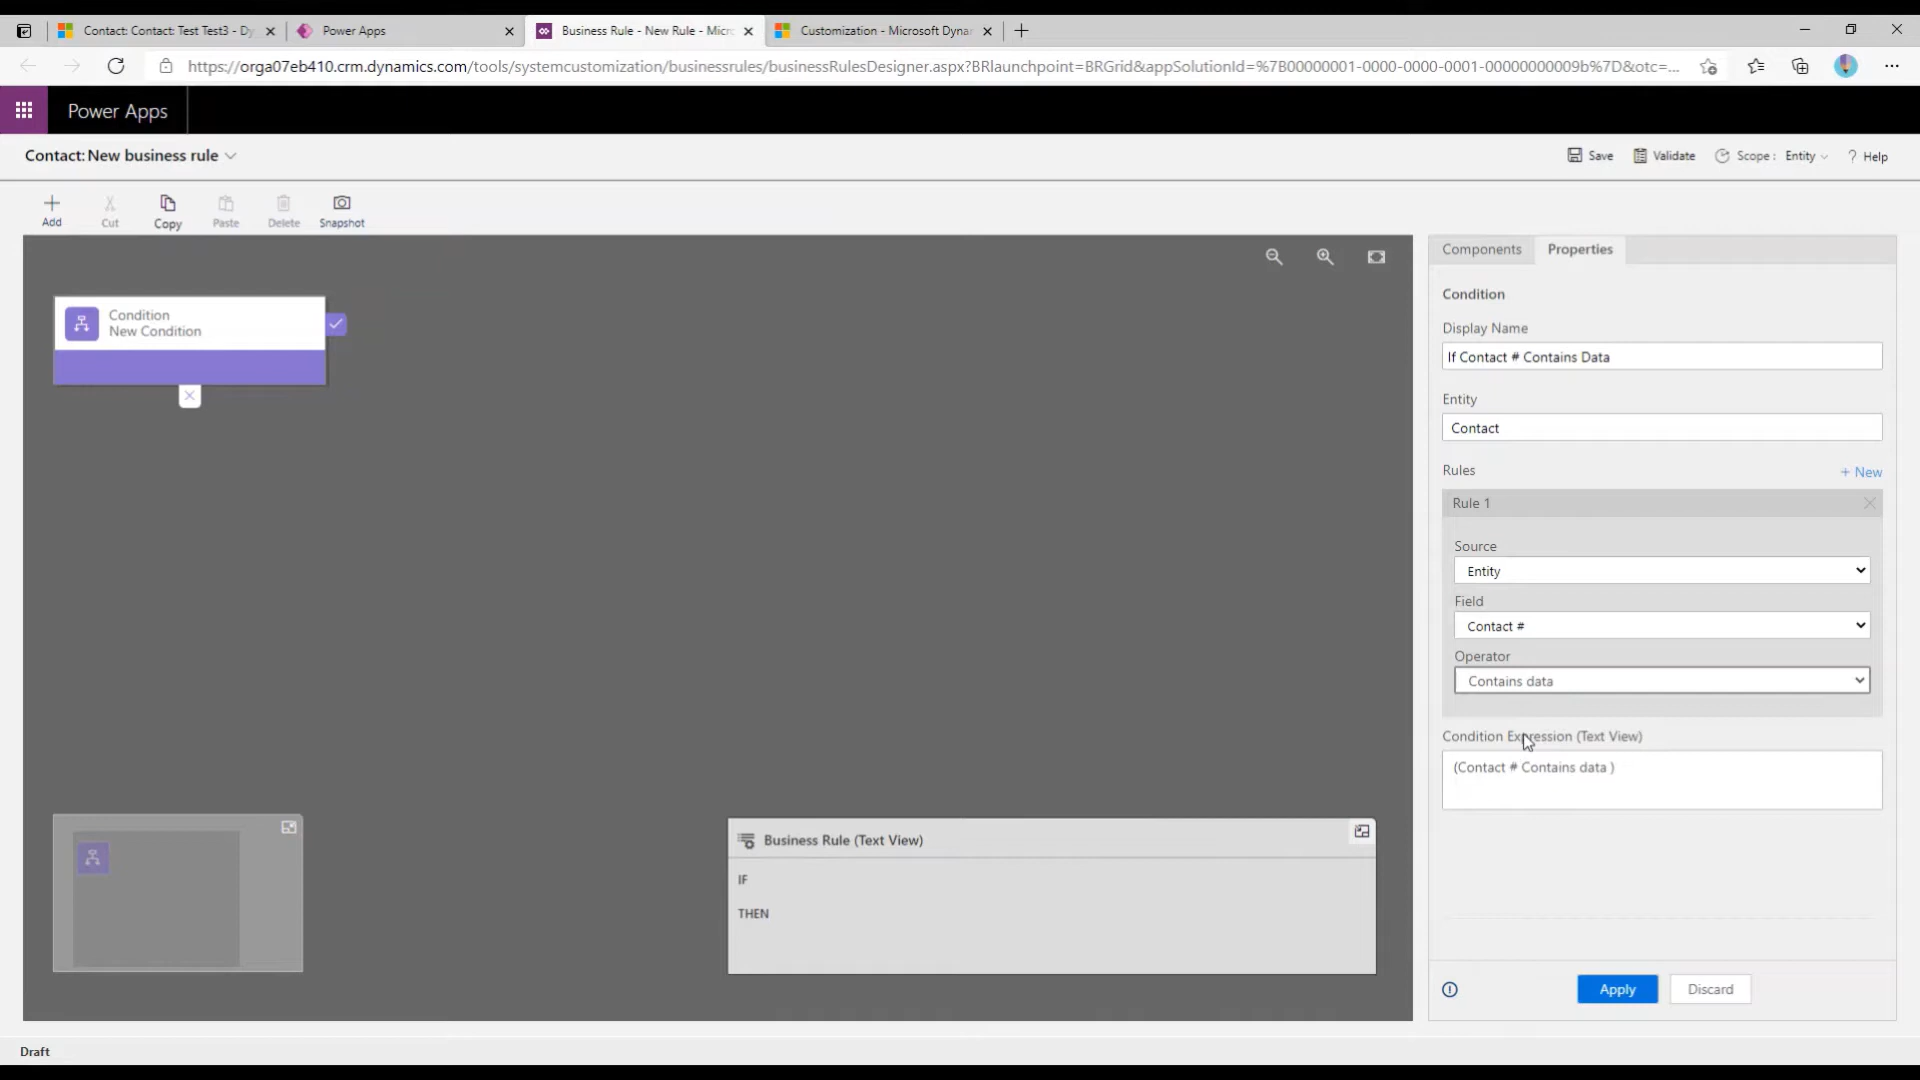 Contact: Contact: Test Test3 - Dy
Power Apps
Business Rule - New Rule - Micr
Customization - Microsoft Dyna
https://orga07eb410.crm.dynamics.com/tools/systemcustomization/businessrules/businessRulesDesigner.aspx?BRlaunchpoint=BRGrid&appSolutionId=%7B00000001-0000-0000-0001-00000000009b%7D&otc=...
Power Apps
Contact: New business rule
Save
Validate
Scope :
Entity
? Help
Add
Cut
Copy
Paste
Delete
Snapshot
Components
Properties
Condition
New Condition
Condition
Display Name
If Contact # Contains Data
Entity
Contact
Rules
+ New
Rule 1
Source
Entity
Field
Contact #
Operator
Contains data
Condition Expression (Text View)
(Contact # Contains data )
Business Rule (Text View)
IF
THEN
Apply
Discard
Draft